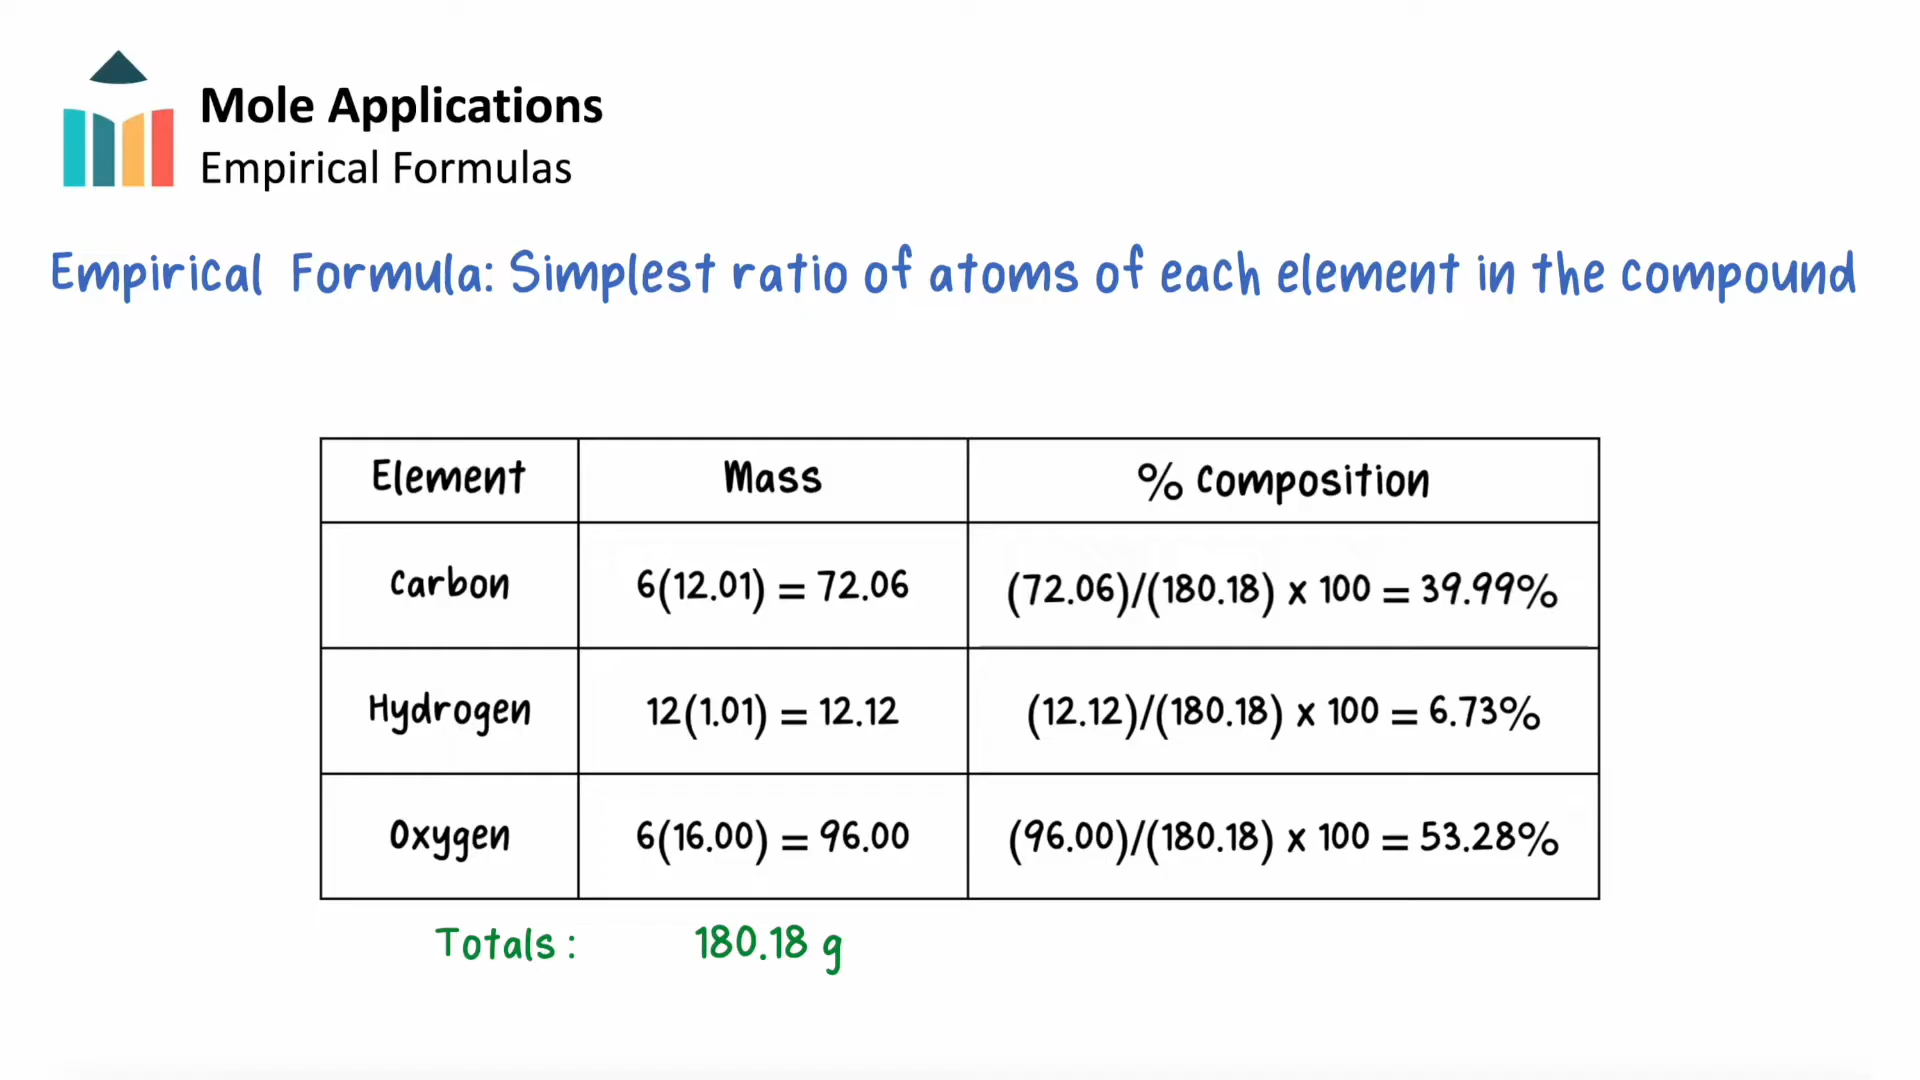 Mole Applications
Empirical Formulas
Empirical Formula: Simplest ratio of atoms of each element in the compound
Element Mass % Composition
Carbon 6(12.01) = 72.06 (72.06)/(180.18) x 100 = 39.99%
Hydrogen 12(1.01) = 12.12 (12.12)/(180.18) x 100 = 6.73%
Oxygen 6(16.00) = 96.00 (96.00)/(180.18) x 100 = 53.28%
Totals: 180.18 g